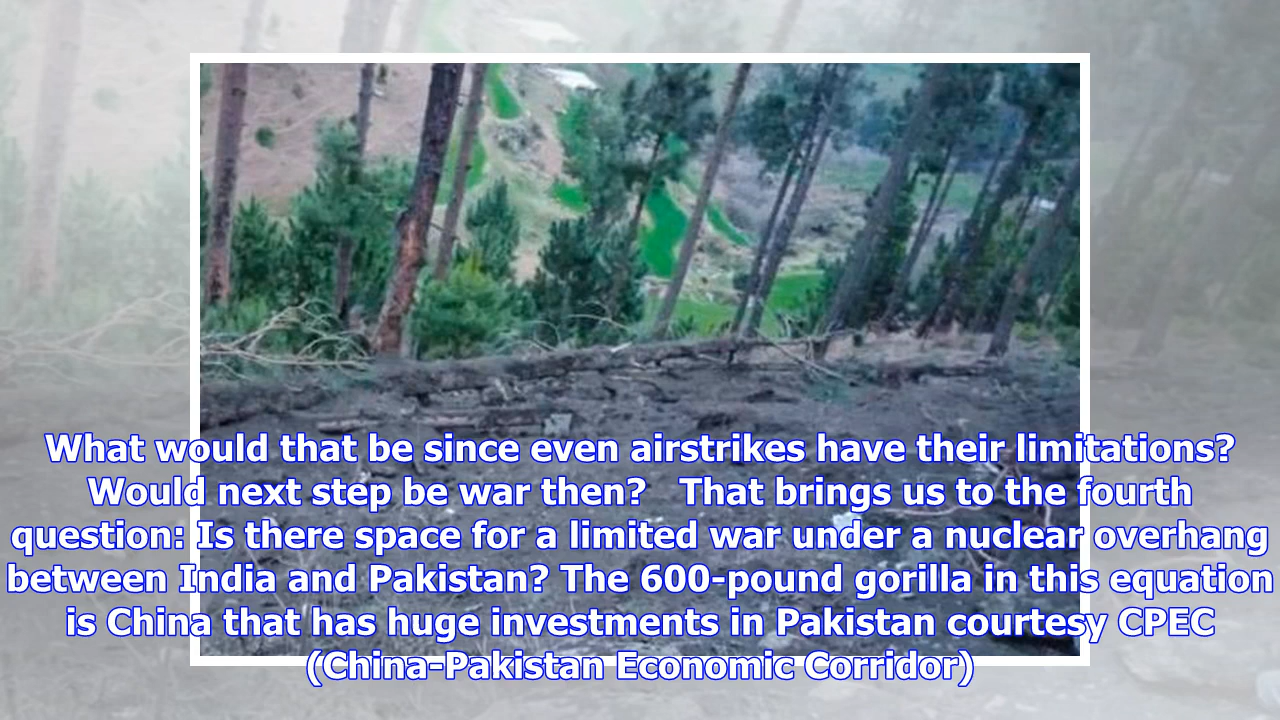 What would that be since even airstrikes have their limitations?
Would next step be war then?   That brings us to the fourth
question: Is there space for a limited war under a nuclear overhang
between India and Pakistan? The 600-pound gorilla in this equation
is China that has huge investments in Pakistan courtesy CPEC
(China-Pakistan Economic Corridor)